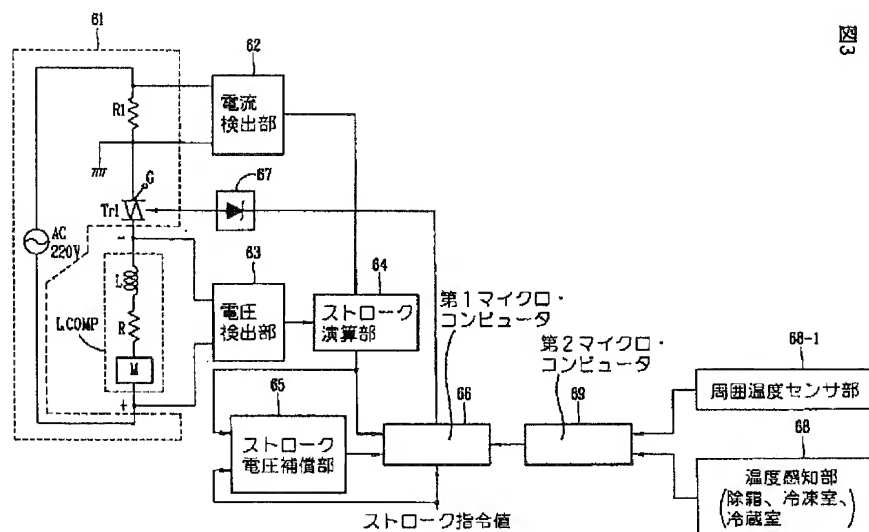 図3
61
62
電流
検出部
R1
G
67
Tr1
AC
220V
L
R
LCOMP
M
-
+
63
電圧
検出部
64
ストローク
演算部
第1マイクロ・
コンピュータ
第2マイクロ・
コンピュータ
65
ストローク
電圧補償部
66
69
68-1
周囲温度センサ部
68
温度感知部
(除霜、冷凍室、
冷蔵室)
ストローク指令値